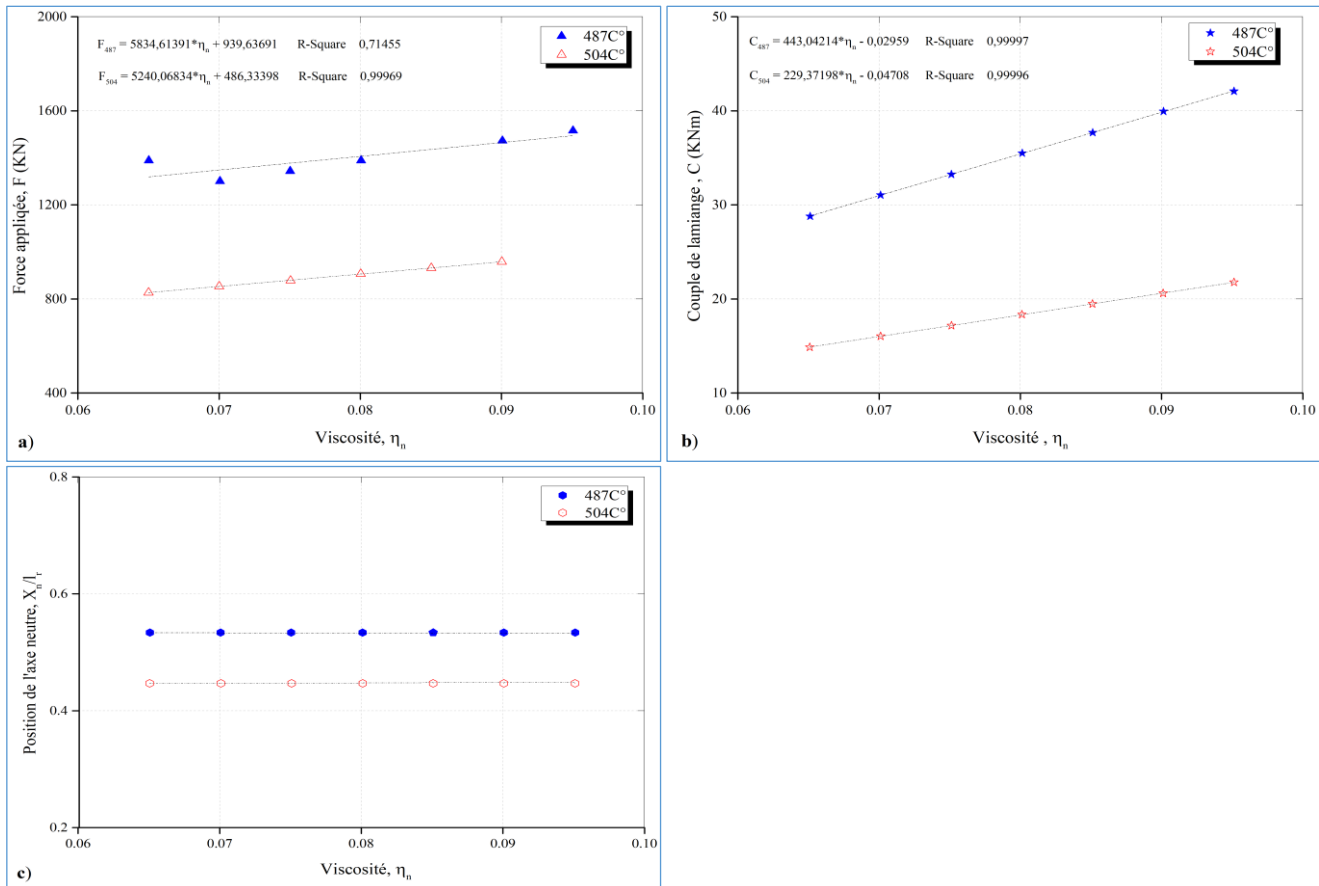 2000
1600
1200
800
400
Force appliqée, F (KN)
F487 = 5834,61391*ηn + 939,63691 R-Square 0,71455
F504 = 5240,06834*ηn + 486,33398 R-Square 0,99969
487C°
504C°
0.06 0.07 0.08 0.09 0.10
a) Viscosité, ηn
50
40
30
20
10
Couple de lamiange , C (KNm)
C487 = 443,04214*ηn - 0,02959 R-Square 0,99997
C504 = 229,37198*ηn - 0,04708 R-Square 0,99996
487C°
504C°
0.06 0.07 0.08 0.09 0.10
b) Viscosité , ηn
0.8
0.6
0.4
0.2
Position de l'axe neutre, Xn/lr
487C°
504C°
0.06 0.07 0.08 0.09 0.10
c) Viscosité, ηn